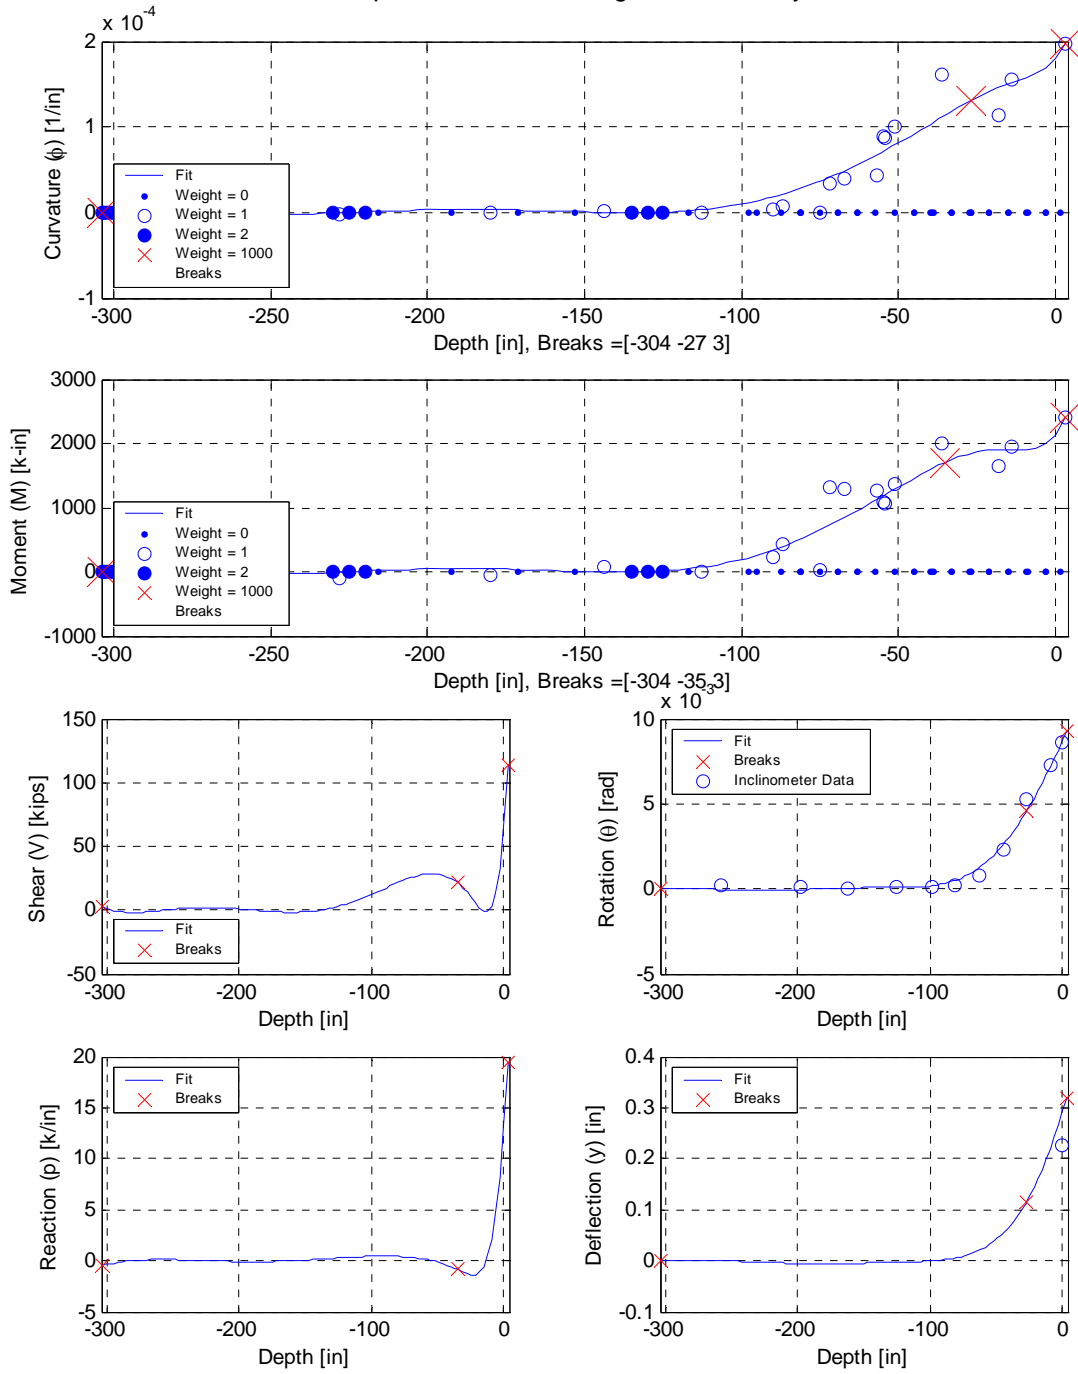 x 10^-4
2
1
0
-1
Curvature (ϕ) [1/in]
Fit
Weight = 0
Weight = 1
Weight = 2
Weight = 1000
Breaks
-300 -250 -200 -150 -100 -50 0
Depth [in], Breaks =[-304 -27 3]
3000
2000
1000
0
-1000
Moment (M) [k-in]
Fit
Weight = 0
Weight = 1
Weight = 2
Weight = 1000
Breaks
-300 -250 -200 -150 -100 -50 0
Depth [in], Breaks =[-304 -35 3]
150
100
50
0
-50
Shear (V) [kips]
Fit
Breaks
-300 -200 -100 0
Depth [in]
x 10^-3
10
5
0
-5
Rotation (θ) [rad]
Fit
Breaks
Inclinometer Data
-300 -200 -100 0
Depth [in]
20
15
10
5
0
-5
Reaction (p) [k/in]
Fit
Breaks
-300 -200 -100 0
Depth [in]
0.4
0.3
0.2
0.1
0
-0.1
Deflection (y) [in]
Fit
Breaks
-300 -200 -100 0
Depth [in]